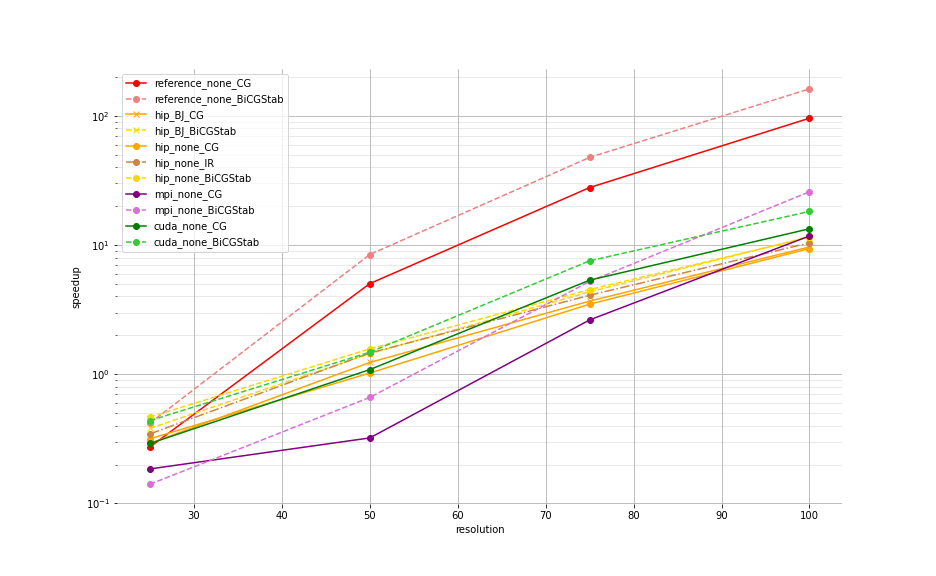 reference_none_CG
reference_none_BiCGStab
hip_BJ_CG
hip_BJ_BiCGStab
hip_none_CG
hip_none_IR
hip_none_BiCGStab
mpi_none_CG
mpi_none_BiCGStab
cuda_none_CG
cuda_none_BiCGStab
10²
10¹
10⁰
10⁻¹
speedup
30 40 50 60 70 80 90 100
resolution